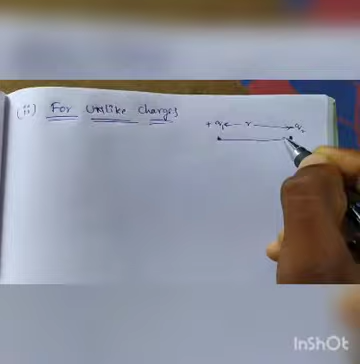 (ii) For Unlike Charges
+ q₁ ← r → q₂
InShOt